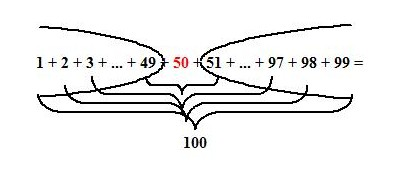 1 + 2 + 3 + ... + 49 + 50 + 51 + ... + 97 + 98 + 99 =
100